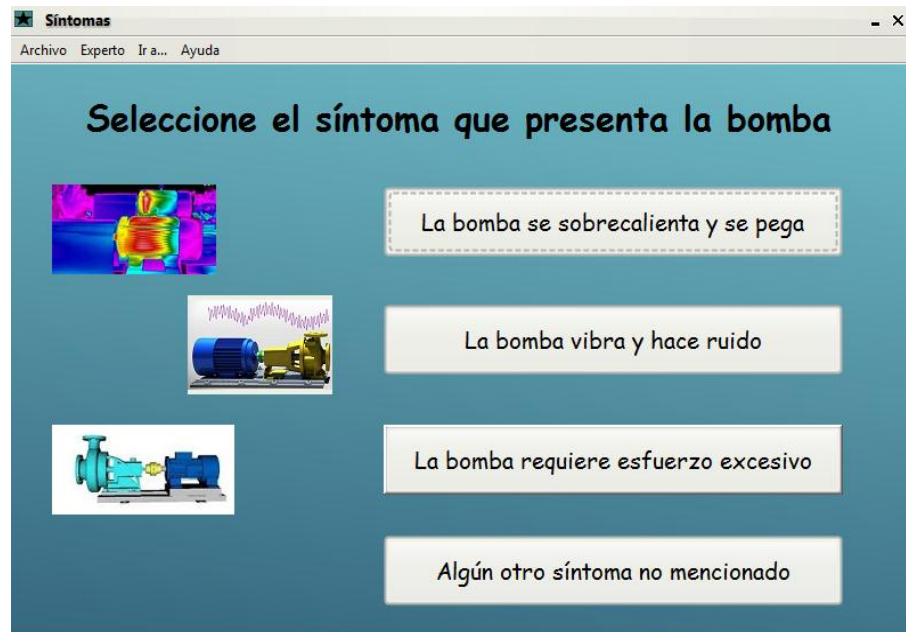 Síntomas
Archivo Experto Ir a... Ayuda
Seleccione el síntoma que presenta la bomba
La bomba se sobrecalienta y se pega
La bomba vibra y hace ruido
La bomba requiere esfuerzo excesivo
Algún otro síntoma no mencionado